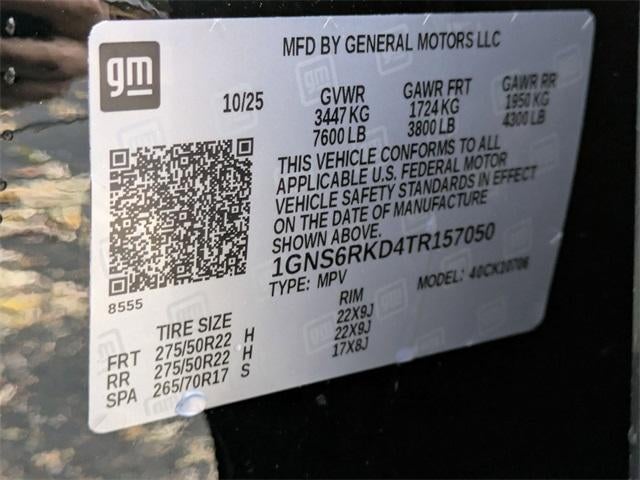 gm
MFD BY GENERAL MOTORS LLC
10/25
GVWR
3447 KG
7600 LB
GAWR FRT
1724 KG
3800 LB
GAWR RR
1950 KG
4300 LB
THIS VEHICLE CONFORMS TO ALL
APPLICABLE U.S. FEDERAL MOTOR
VEHICLE SAFETY STANDARDS IN EFFECT
ON THE DATE OF MANUFACTURE
SHOWN ABOVE.
1GNS6RKD4TR157050
TYPE: MPV
MODEL: 40CK10706
8555
TIRE SIZE
RIM
FRT 275/50R22 H 22X9J
RR 275/50R22 H 22X9J
SPA 265/70R17 S 17X8J